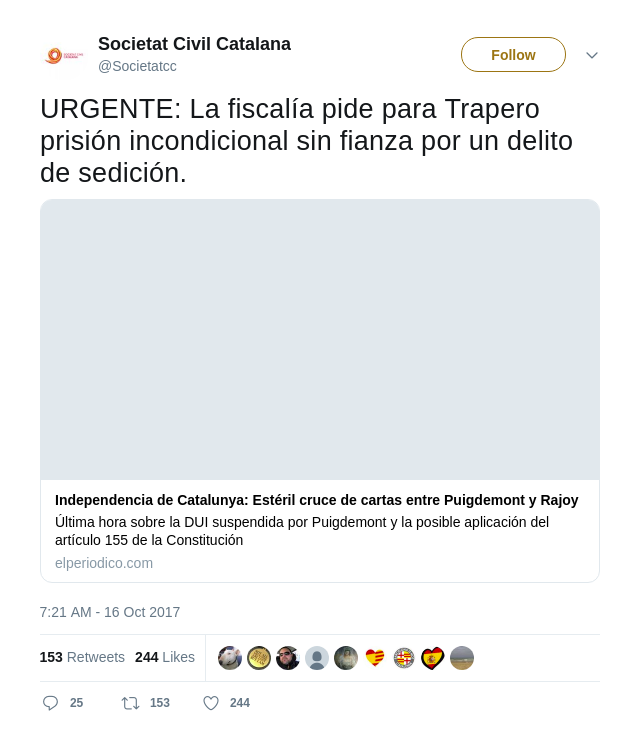 Societat Civil Catalana
@Societatcc
Follow
URGENTE: La fiscalía pide para Trapero
prisión incondicional sin fianza por un delito
de sedición.
Independencia de Catalunya: Estéril cruce de cartas entre Puigdemont y Rajoy
Última hora sobre la DUI suspendida por Puigdemont y la posible aplicación del
artículo 155 de la Constitución
elperiodico.com
7:21 AM - 16 Oct 2017
153 Retweets 244 Likes
25 153 244